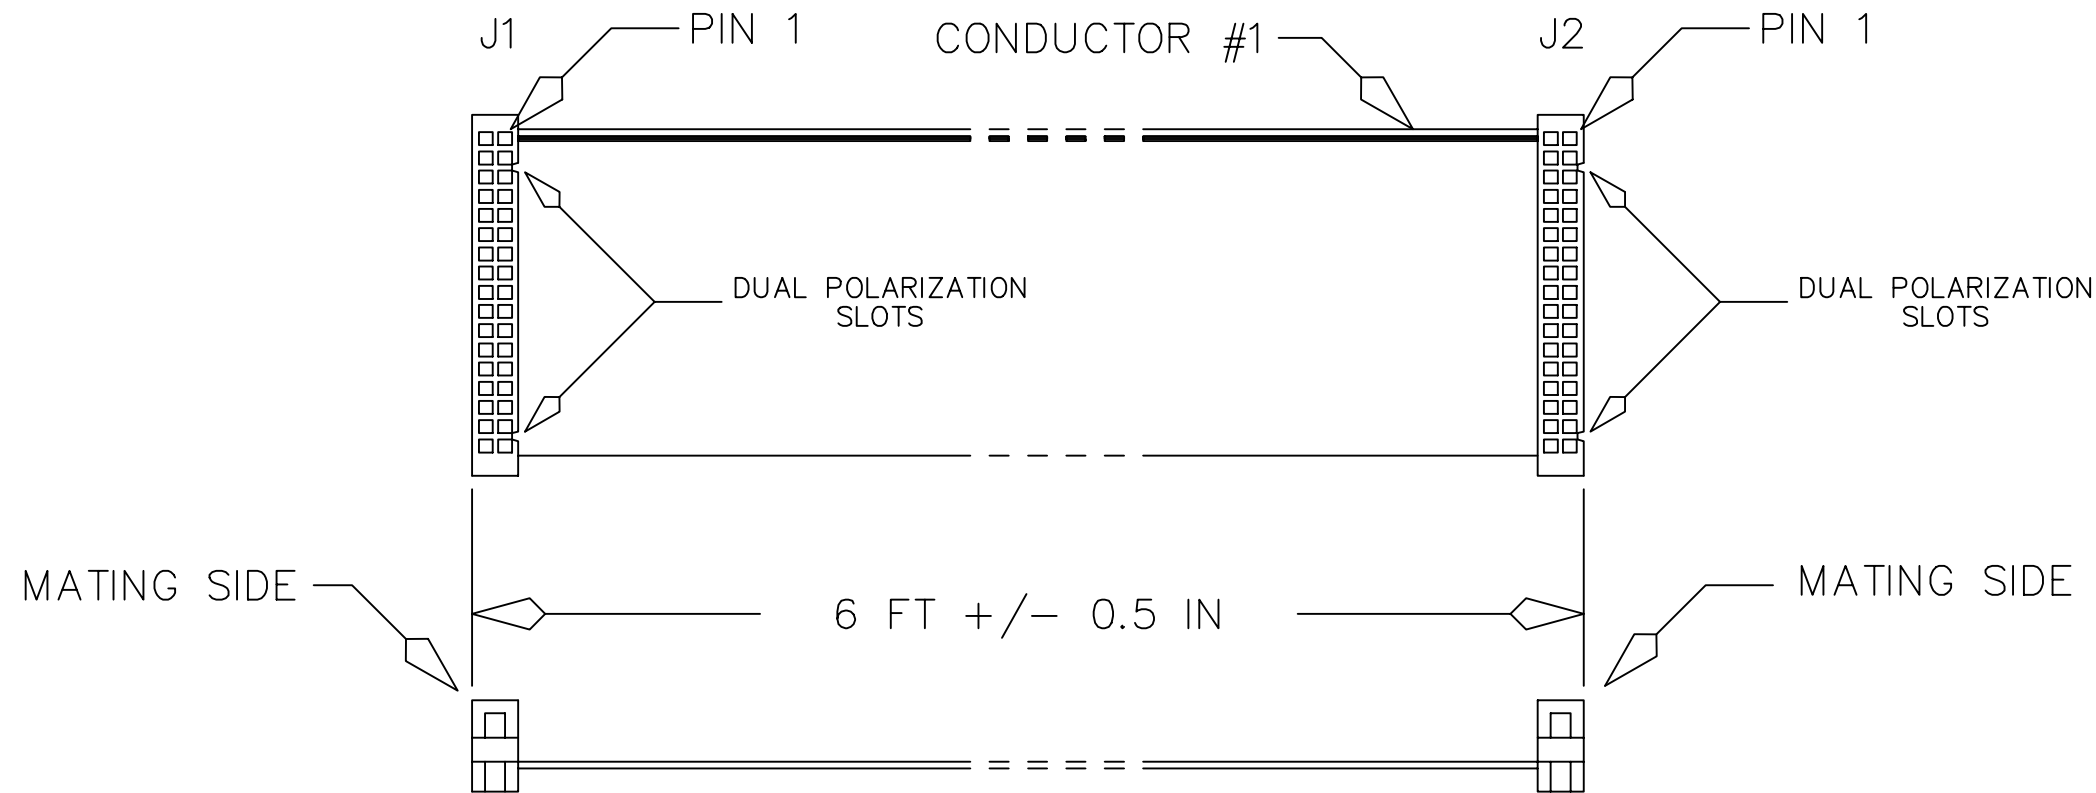 J1
PIN 1
CONDUCTOR #1
J2
PIN 1
DUAL POLARIZATION
SLOTS
DUAL POLARIZATION
SLOTS
MATING SIDE
6 FT +/- 0.5 IN
MATING SIDE